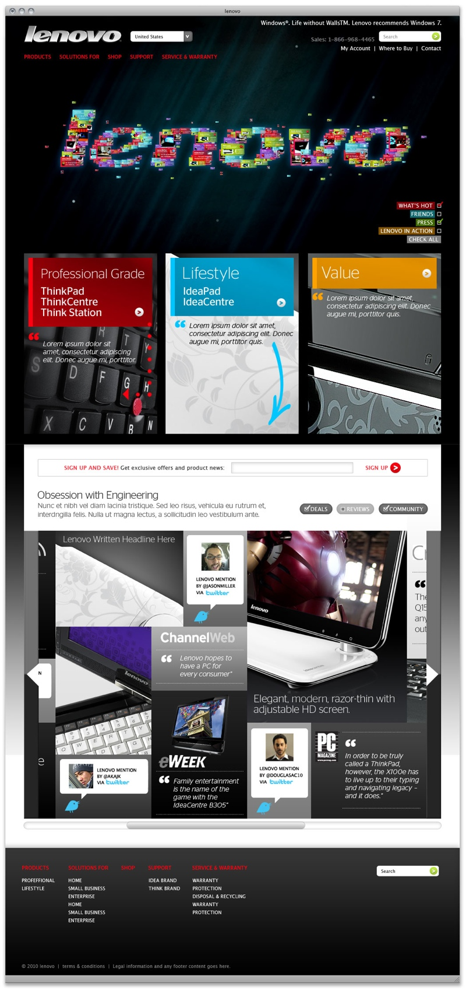 lenovo
Windows®. Life without WallsTM. Lenovo recommends Windows 7.
lenovo
United States
v
Sales: 1-866-968-4465
Search
My Account | Where to Buy | Contact
PRODUCTS SOLUTIONS FOR SHOP SUPPORT SERVICE & WARRANTY
lenovo
WHAT'S HOT
FRIENDS
PRESS
LENOVO IN ACTION
CHECK ALL
Professional Grade
ThinkPad
ThinkCentre
Think Station
“ Lorem ipsum dolor sit
amet, consectetur adipiscing
elit. Donec augue mi, porttitor.
R T Y
S D F G H
X C V B N
Lifestyle
IdeaPad
IdeaCentre
“ Lorem ipsum dolor sit amet,
consectetur adipiscing elit. Donec
augue mi, porttitor quis.
Value
“ Lorem ipsum dolor sit amet,
consectetur adipiscing elit. Donec
augue mi, porttitor quis.
SIGN UP AND SAVE! Get exclusive offers and product news:
SIGN UP
Obsession with Engineering
Nunc et nibh vel diam lacinia tristique. Sed leo risus, vehicula eu rutrum et,
interdngilla felis. Nulla ut magna lectus, a sollicitudin leo vestibulum ante.
DEALS REVIEWS COMMUNITY
Lenovo Written Headline Here
LENOVO MENTION
BY @JASONMILLER
VIA twitter
lenovo
Elegant, modern, razor-thin with
adjustable HD screen.
Cr
“
The
Q15
any
out
N
e
lenovo
Q W E R T Y
ChannelWeb
“ Lenovo hopes to
have a PC for
every consumer”
eWEEK
“ Family entertainment
is the name of the
game with the
IdeaCentre B305”
LENOVO MENTION
BY @AKAJK
VIA twitter
LENOVO MENTION
BY @DOUGLASAC10
VIA twitter
PC
MAGAZINE
www.pcmag.com
“
In order to be truly
called a ThinkPad,
however, the X100e has
to live up to their typing
and navigating legacy –
and it does.”
PRODUCTS
PROFEFFIONAL
LIFESTYLE
SOLUTIONS FOR
HOME
SMALL BUSINESS
ENTERPRISE
HOME
SMALL BUSINESS
ENTERPRISE
SHOP
SUPPORT
IDEA BRAND
THINK BRAND
SERVICE & WARRANTY
WARRANTY
PROTECTION
DISPOSAL & RECYCLING
WARRANTY
PROTECTION
Search
© 2010 lenovo | terms & conditions | Legal information and any footer content goes here.